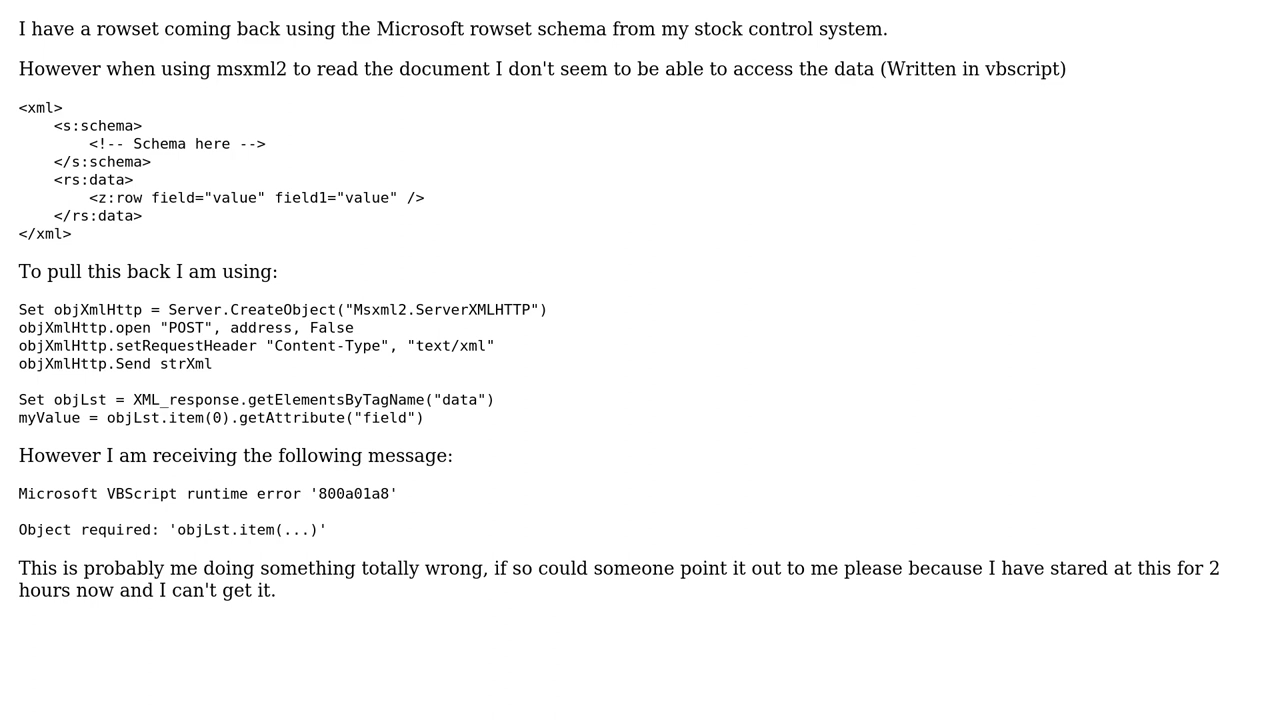 I have a rowset coming back using the Microsoft rowset schema from my stock control system.
However when using msxml2 to read the document I don't seem to be able to access the data (Written in vbscript)
<xml>
    <s:schema>
        <!-- Schema here -->
    </s:schema>
    <rs:data>
        <z:row field="value" field1="value" />
    </rs:data>
</xml>
To pull this back I am using:
Set objXmlHttp = Server.CreateObject("Msxml2.ServerXMLHTTP")
objXmlHttp.open "POST", address, False
objXmlHttp.setRequestHeader "Content-Type", "text/xml"
objXmlHttp.Send strXml
Set objLst = XML_response.getElementsByTagName("data")
myValue = objLst.item(0).getAttribute("field")
However I am receiving the following message:
Microsoft VBScript runtime error '800a01a8'
Object required: 'objLst.item(...)'
This is probably me doing something totally wrong, if so could someone point it out to me please because I have stared at this for 2
hours now and I can't get it.